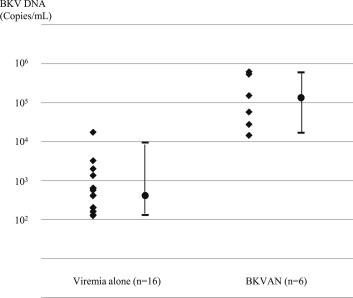 BKV DNA
(Copies/mL)
10⁶
10⁵
10⁴
10³
10²
Viremia alone (n=16)
BKVAN (n=6)